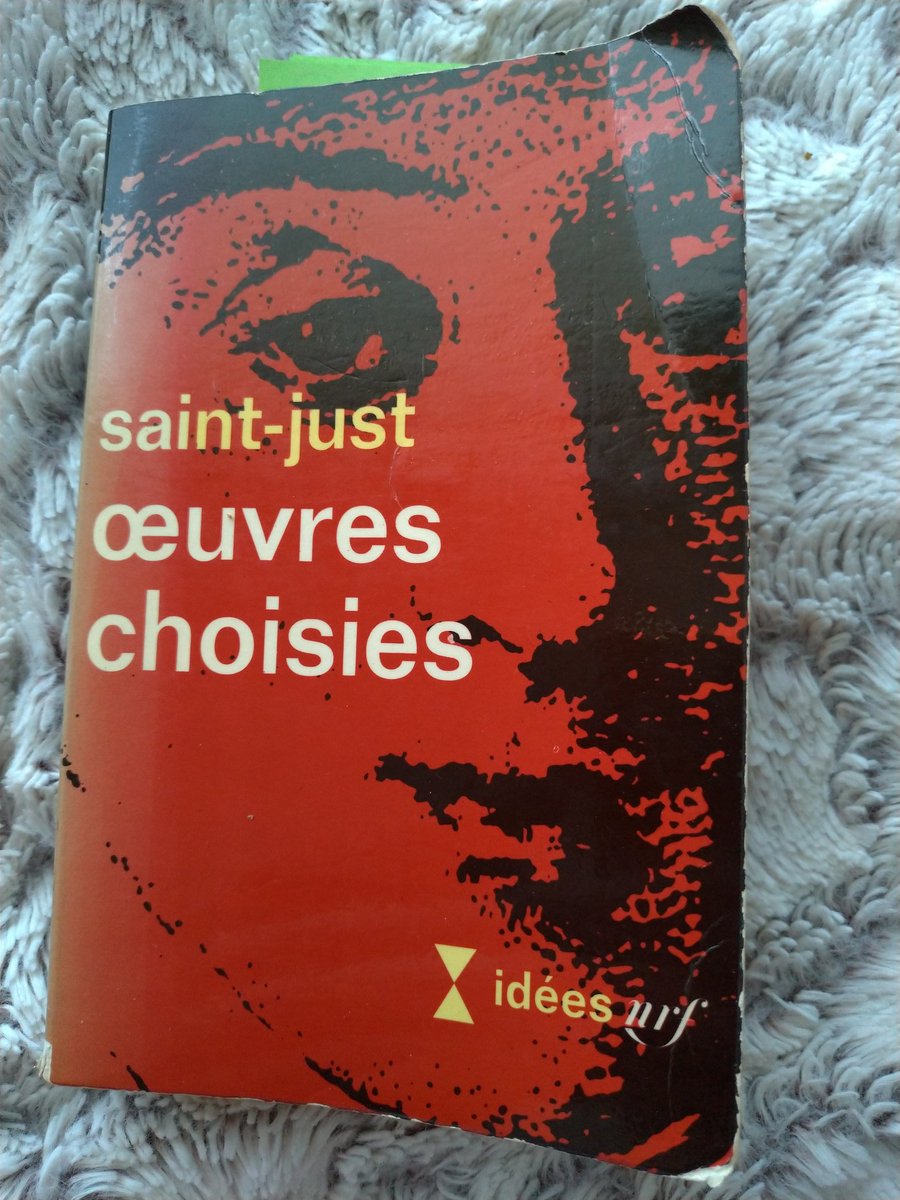 saint-just
œuvres
choisies
idées nrf